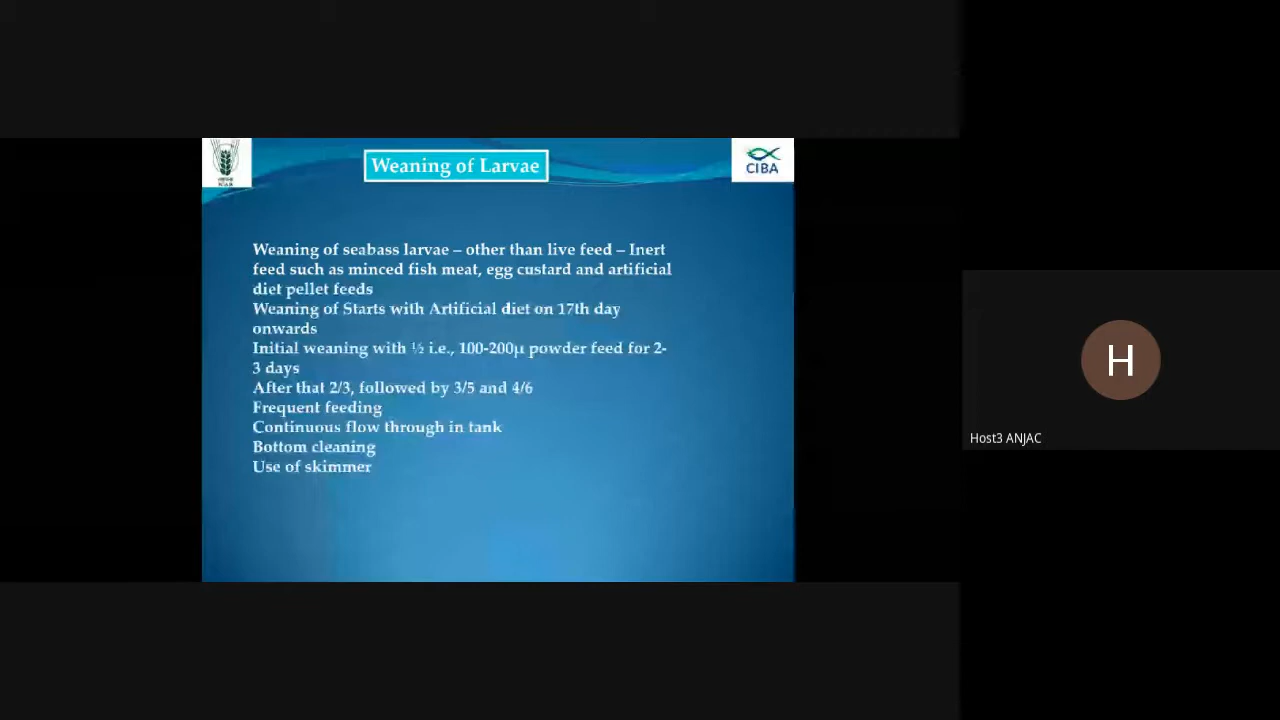 Weaning of Larvae
CIBA
Weaning of seabass larvae – other than live feed – Inert
feed such as minced fish meat, egg custard and artificial
diet pellet feeds
Weaning of Starts with Artificial diet on 17th day
onwards
Initial weaning with ½ i.e., 100-200µ powder feed for 2-
3 days
After that 2/3, followed by 3/5 and 4/6
Frequent feeding
Continuous flow through in tank
Bottom cleaning
Use of skimmer
H
Host3 ANJAC